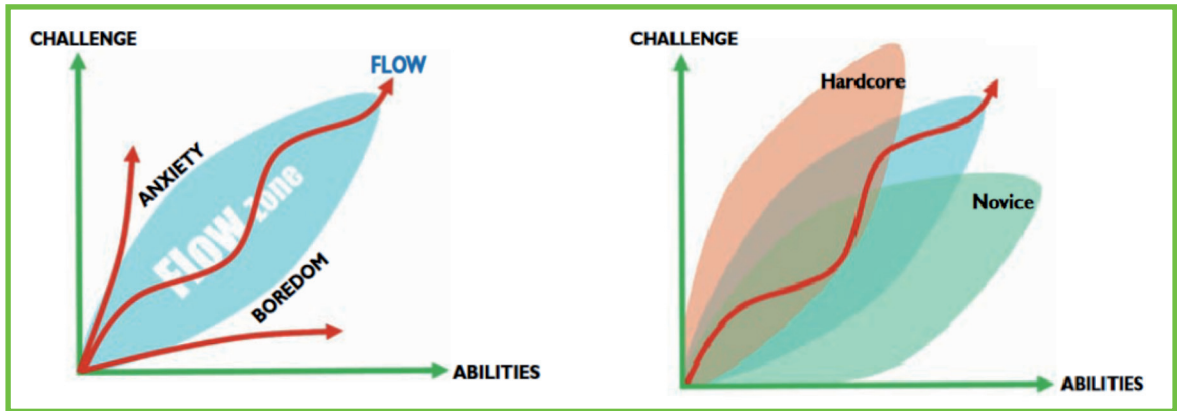 CHALLENGE
FLOW
ANXIETY
Flow zone
BOREDOM
ABILITIES
CHALLENGE
Hardcore
Novice
ABILITIES